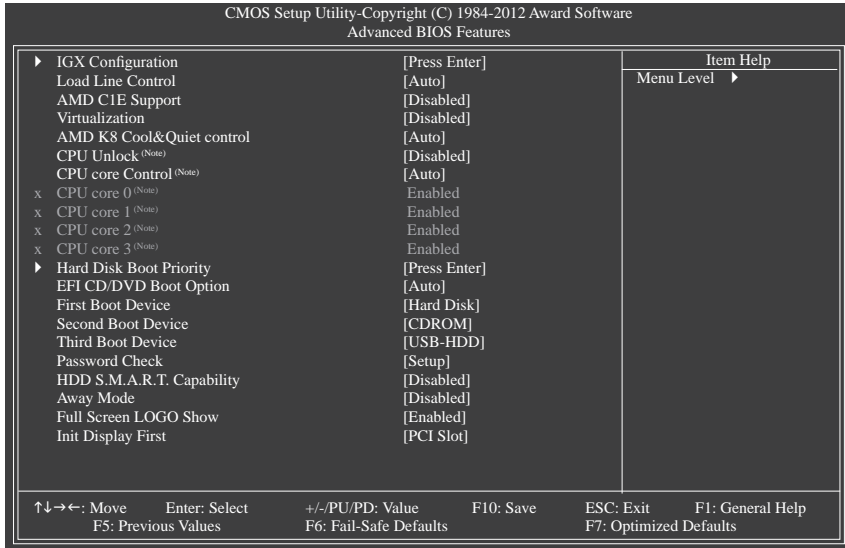 CMOS Setup Utility-Copyright (C) 1984-2012 Award Software
Advanced BIOS Features
Item Help
Menu Level
IGX Configuration [Press Enter]
Load Line Control [Auto]
AMD C1E Support [Disabled]
Virtualization [Disabled]
AMD K8 Cool&Quiet control [Auto]
CPU Unlock (Note) [Disabled]
CPU core Control (Note) [Auto]
x CPU core 0 (Note) Enabled
x CPU core 1 (Note) Enabled
x CPU core 2 (Note) Enabled
x CPU core 3 (Note) Enabled
Hard Disk Boot Priority [Press Enter]
EFI CD/DVD Boot Option [Auto]
First Boot Device [Hard Disk]
Second Boot Device [CDROM]
Third Boot Device [USB-HDD]
Password Check [Setup]
HDD S.M.A.R.T. Capability [Disabled]
Away Mode [Disabled]
Full Screen LOGO Show [Enabled]
Init Display First [PCI Slot]
↑↓→←: Move Enter: Select +/-/PU/PD: Value F10: Save ESC: Exit F1: General Help
F5: Previous Values F6: Fail-Safe Defaults F7: Optimized Defaults